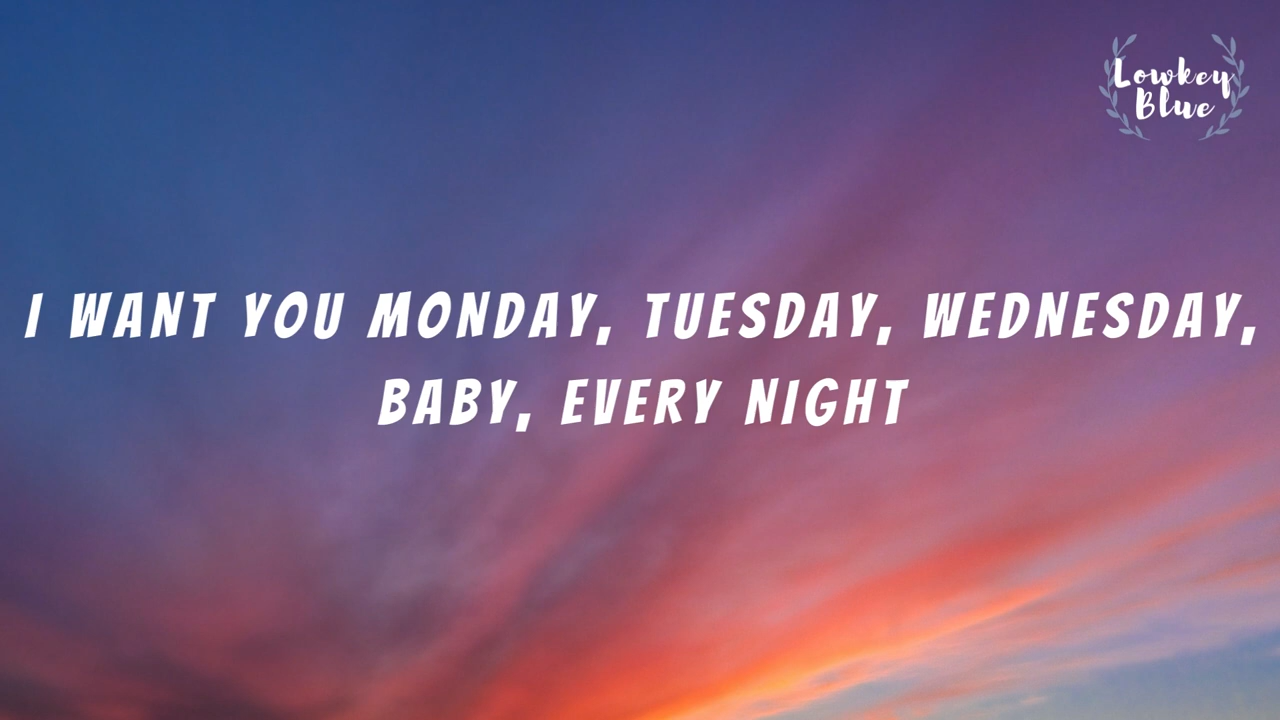 Lowkey
Blue
I WANT YOU MONDAY, TUESDAY, WEDNESDAY,
BABY, EVERY NIGHT